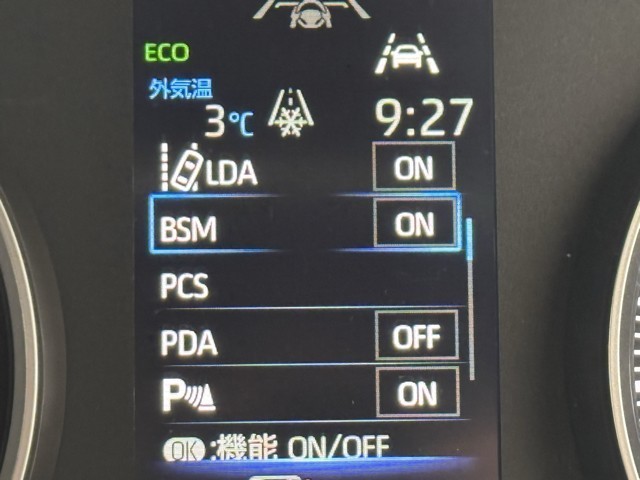 ECO
外気温
3℃ 9:27
LDA ON
BSM ON
PCS
PDA OFF
P ON
OK:機能 ON/OFF